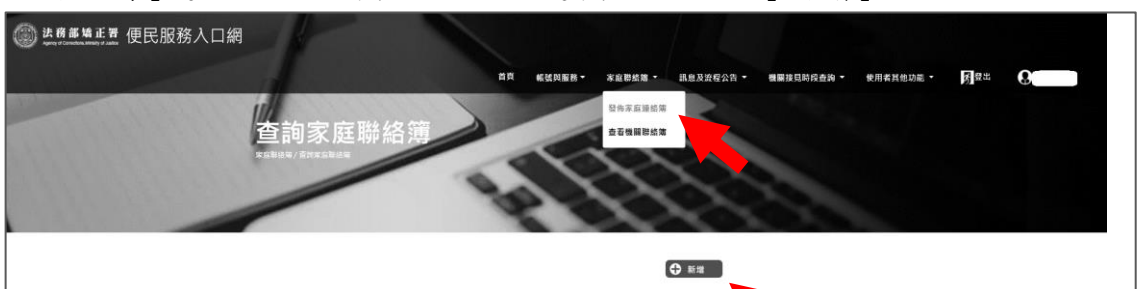 法務部矯正署 便民服務入口網
Agency of Corrections, Ministry of Justice
首頁 帳號與服務 家庭聯絡簿 訊息及流程公告 機關接見時段查詢 使用者其他功能 登出
發佈家庭聯絡簿
查看機關聯絡簿
查詢家庭聯絡簿
家庭聯絡簿/查詢家庭聯絡簿
新增